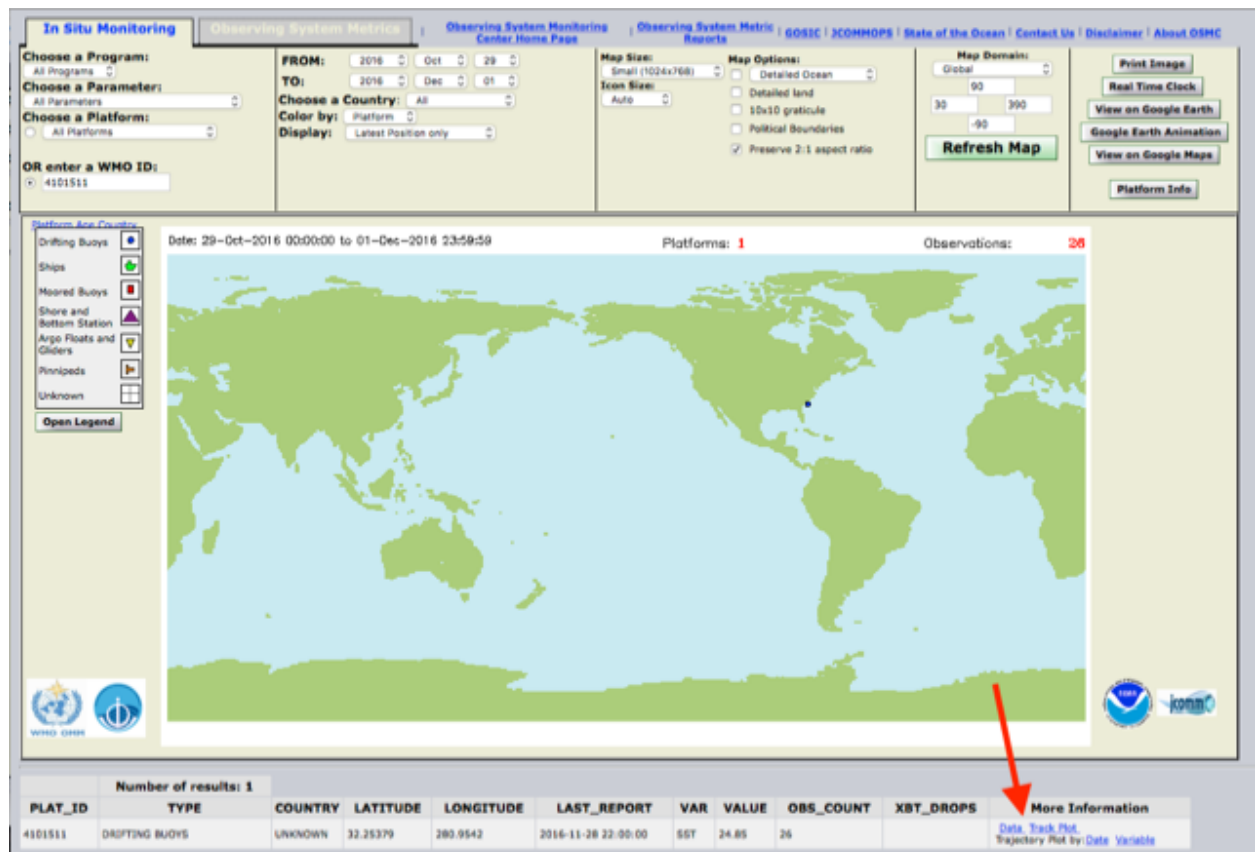 In Situ Monitoring
Observing System Metrics
| Observing System Monitoring Center Home Page | Observing System Metric Reports | GOSIC | JCOMMOPS | State of the Ocean | Contact Us | Disclaimer | About OSMC
Choose a Program:
All Programs
Choose a Parameter:
All Parameters
Choose a Platform:
All Platforms
OR enter a WMO ID:
4101511
FROM: 2016 Oct 29
TO: 2016 Dec 01
Choose a Country: All
Color by: Platform
Display: Latest Position only
Map Size:
Small (1024x768)
Icon Size:
Auto
Map Options:
Detailed Ocean
Detailed land
10x10 graticule
Political Boundaries
Preserve 2:1 aspect ratio
Map Domain:
Global
90
30 390
-90
Refresh Map
Print Image
Real Time Clock
View on Google Earth
Google Earth Animation
View on Google Maps
Platform Info
Platform Age Country
Drifting Buoys
Ships
Moored Buoys
Shore and
Bottom Station
Argo Floats and
Gliders
Pinnipeds
Unknown
Open Legend
Date: 29-Oct-2016 00:00:00 to 01-Dec-2016 23:59:59 Platforms: 1 Observations: 26
WMO OMM
jcomm
Number of results: 1
PLAT_ID TYPE COUNTRY LATITUDE LONGITUDE LAST_REPORT VAR VALUE OBS_COUNT XBT_DROPS More Information
4101511 DRIFTING BUOYS UNKNOWN 32.25379 280.9542 2016-11-28 22:00:00 SST 24.85 26 Data Track Plot
Trajectory Plot by: Date Variable